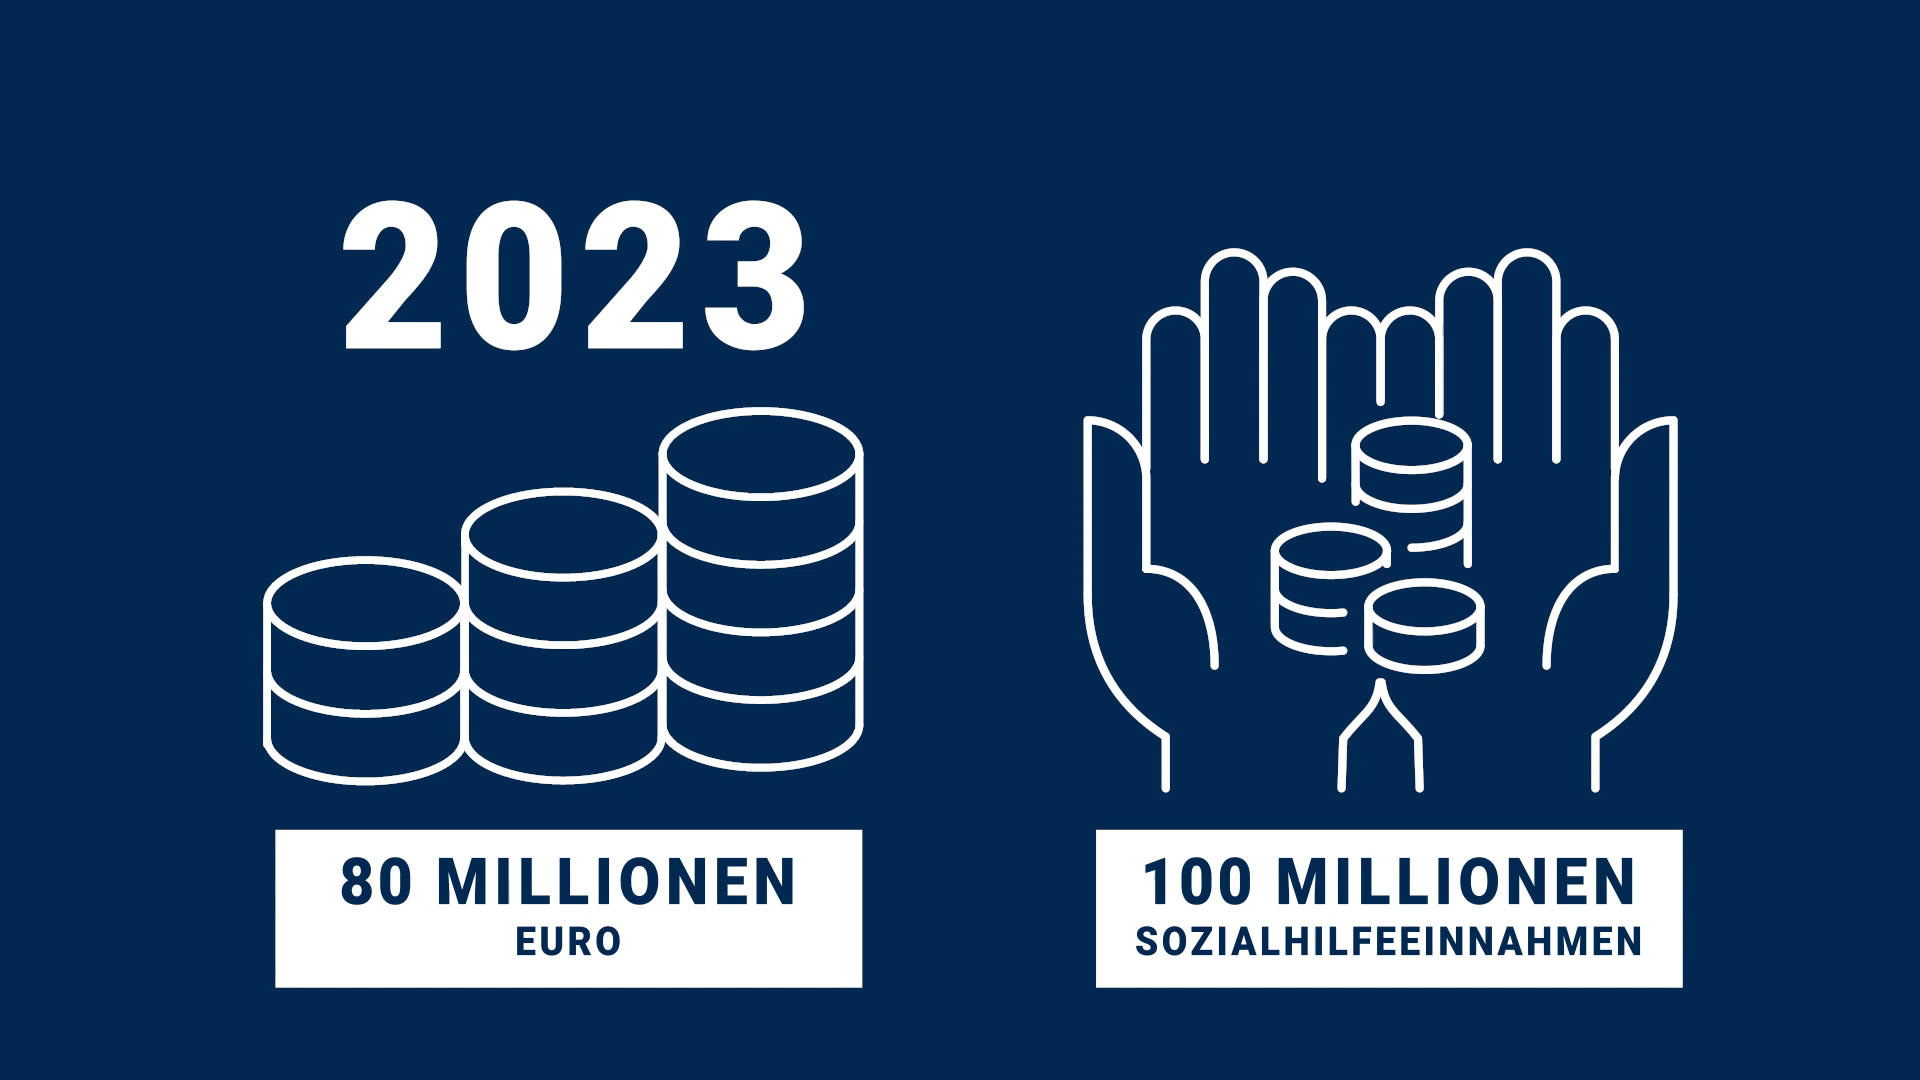 2023
80 MILLIONEN
EURO
100 MILLIONEN
SOZIALHILFEEINNAHMEN